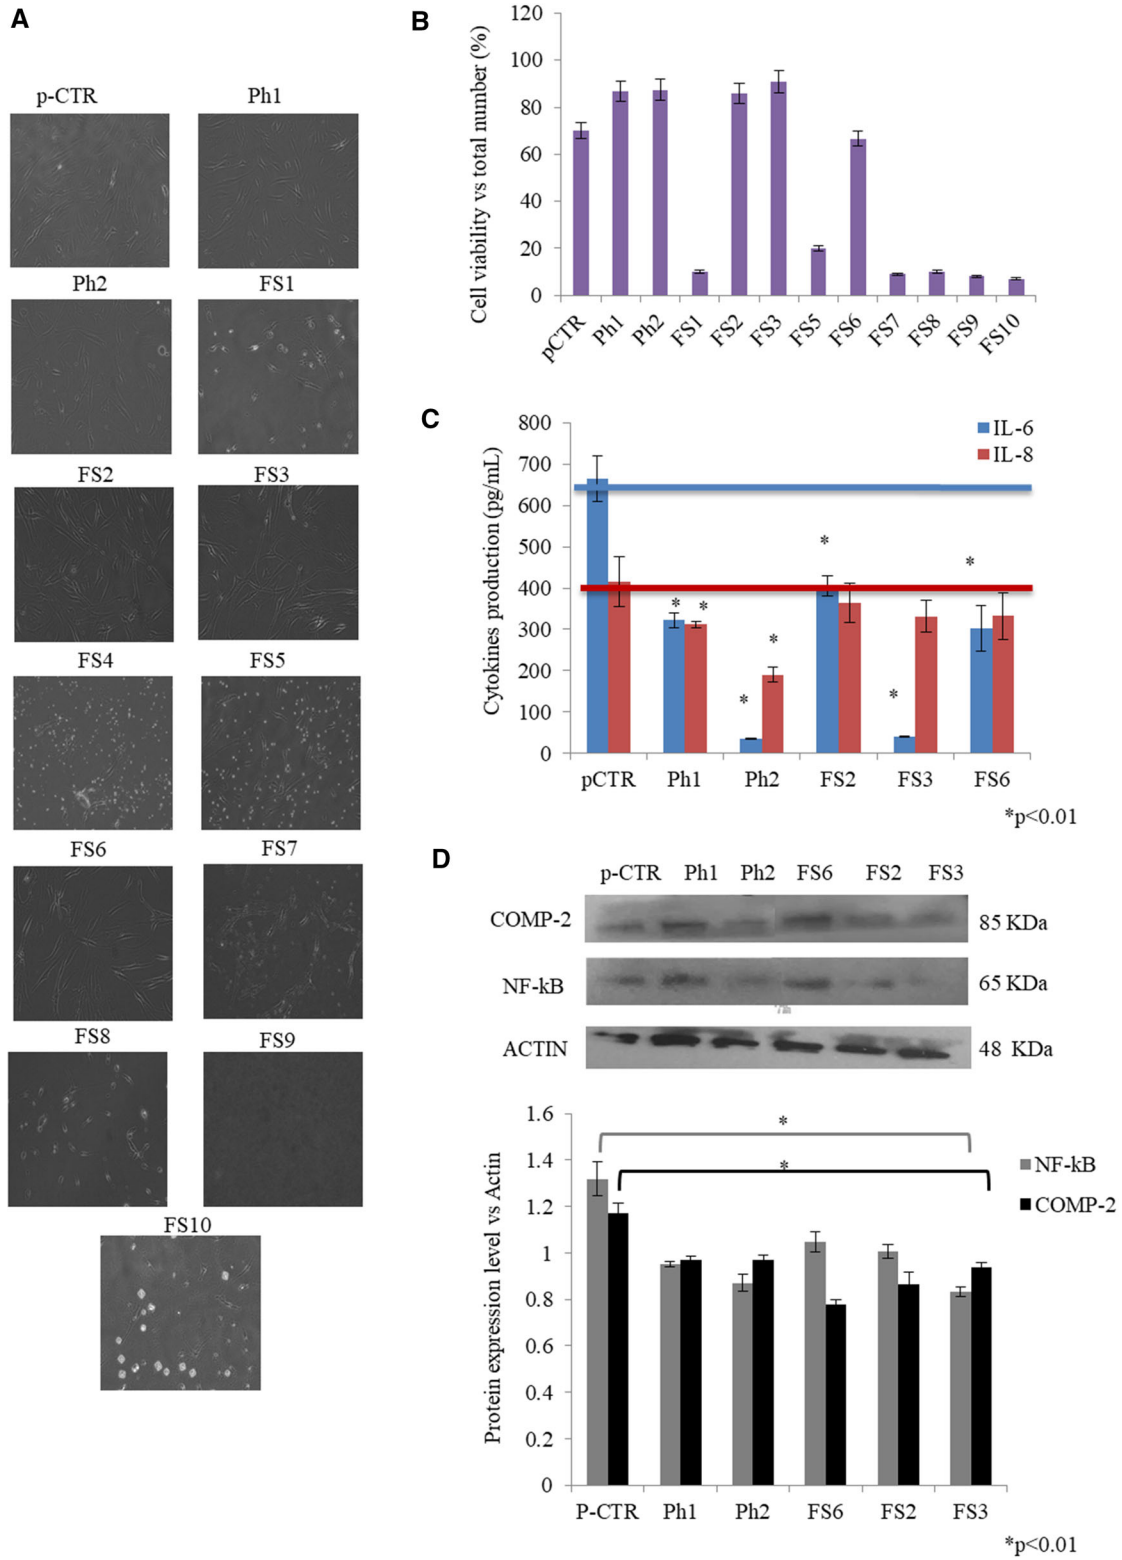 A
p-CTR Ph1
Ph2 FS1
FS2 FS3
FS4 FS5
FS6 FS7
FS8 FS9
FS10
B
Cell viability vs total number (%)
120
100
80
60
40
20
0
pCTR Ph1 Ph2 FS1 FS2 FS3 FS5 FS6 FS7 FS8 FS9 FS10
C
Cytokines production (pg/mL)
800
700
600
500
400
300
200
100
0
IL-6
IL-8
* * * * * * *
pCTR Ph1 Ph2 FS2 FS3 FS6
*p<0.01
D
p-CTR Ph1 Ph2 FS6 FS2 FS3
COMP-2 85 KDa
NF-kB 65 KDa
ACTIN 48 KDa
Protein expression level vs Actin
1.6
1.4
1.2
1
0.8
0.6
0.4
0.2
0
*
*
NF-kB
COMP-2
P-CTR Ph1 Ph2 FS6 FS2 FS3
*p<0.01